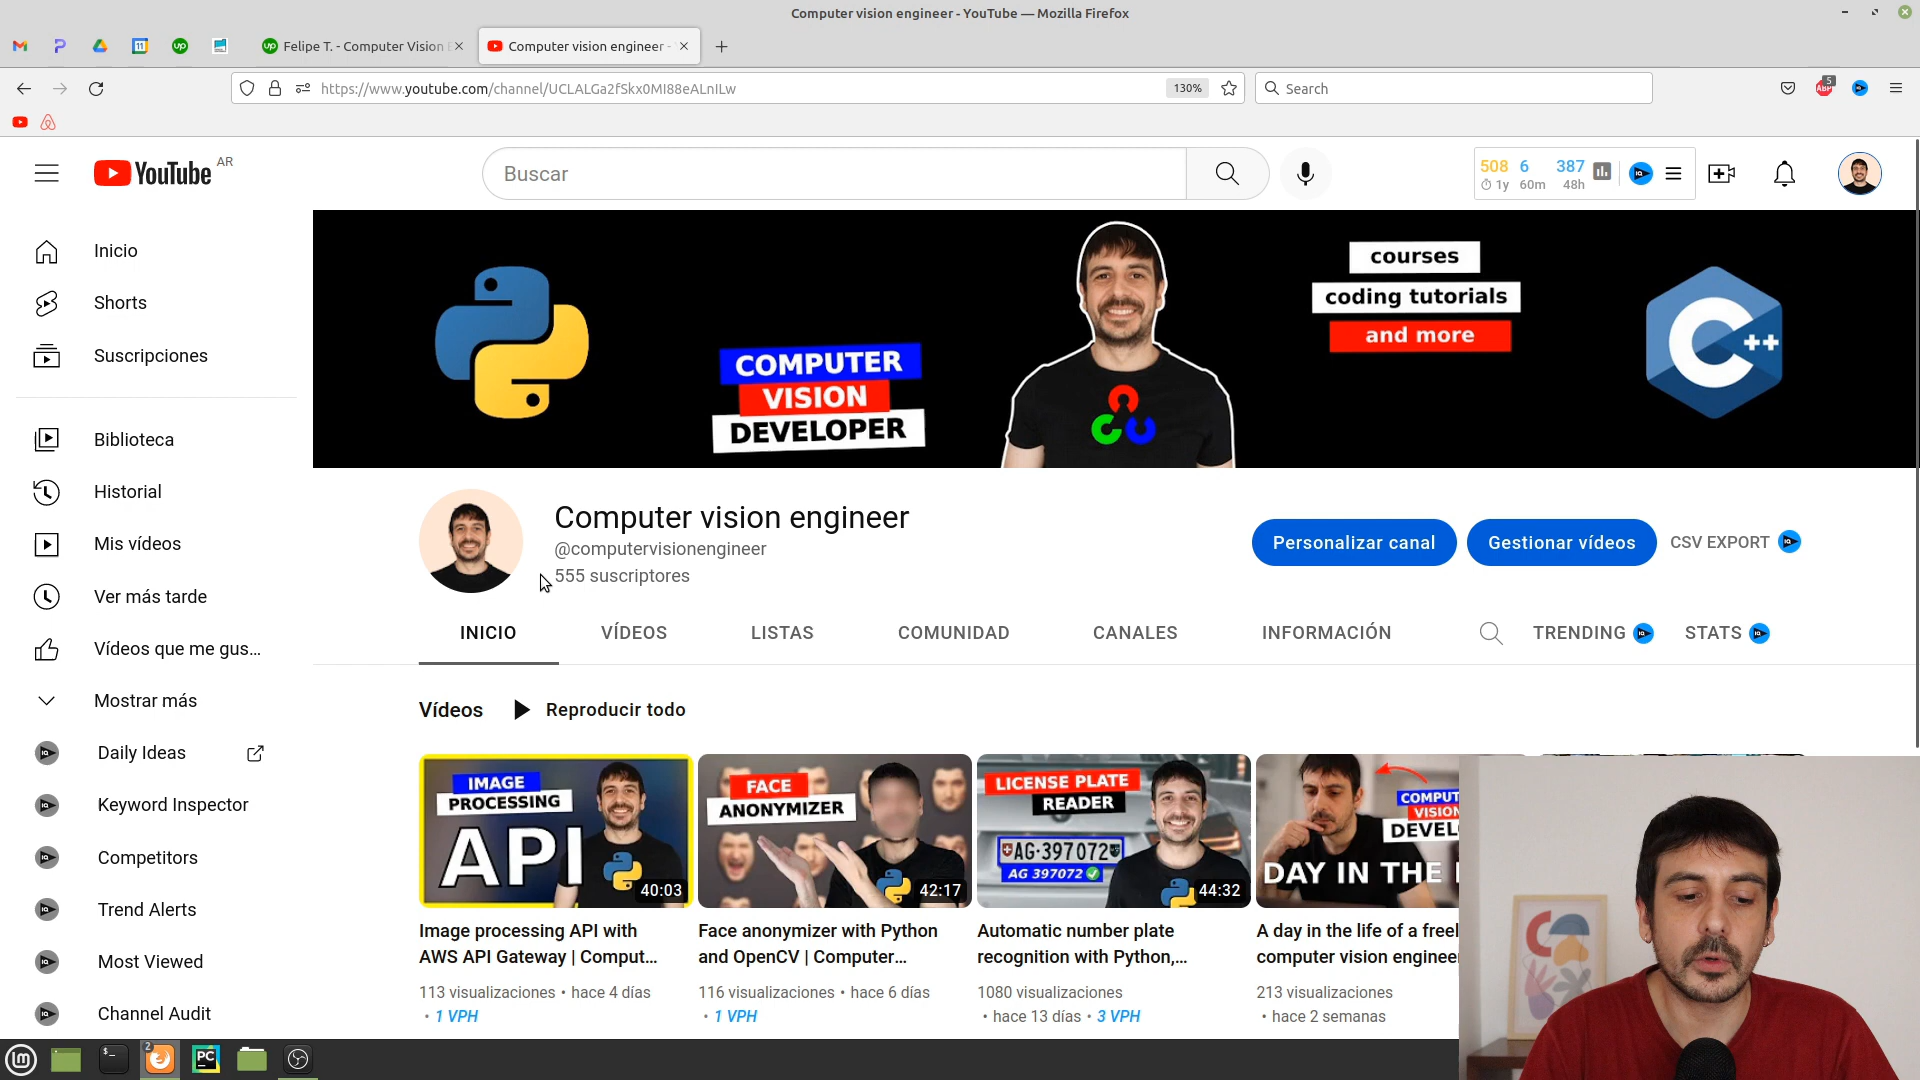 Computer vision engineer - YouTube — Mozilla Firefox
Felipe T. - Computer Vision E
Computer vision engineer -
https://www.youtube.com/channel/UCLALGa2fSkx0MI88eALnILw
130%
Search
5
ABP
YouTube AR
Buscar
508 6 387
1y 60m 48h
Inicio
Shorts
Suscripciones
Biblioteca
Historial
Mis vídeos
Ver más tarde
Vídeos que me gus...
Mostrar más
Daily Ideas
Keyword Inspector
Competitors
Trend Alerts
Most Viewed
Channel Audit
COMPUTER
VISION
DEVELOPER
courses
coding tutorials
and more
C++
Computer vision engineer
@computervisionengineer
555 suscriptores
Personalizar canal
Gestionar vídeos
CSV EXPORT
INICIO
VÍDEOS
LISTAS
COMUNIDAD
CANALES
INFORMACIÓN
TRENDING
STATS
Vídeos
Reproducir todo
IMAGE
PROCESSING
API
40:03
Image processing API with
AWS API Gateway | Comput...
113 visualizaciones • hace 4 días
• 1 VPH
FACE
ANONYMIZER
42:17
Face anonymizer with Python
and OpenCV | Computer...
116 visualizaciones • hace 6 días
• 1 VPH
LICENSE PLATE
READER
AG·397072
AG 397072
44:32
Automatic number plate
recognition with Python,...
1080 visualizaciones
• hace 13 días • 3 VPH
COMPUT
VISION
DEVEL
DAY IN THE
A day in the life of a freel
computer vision enginee
213 visualizaciones
• hace 2 semanas
2
PC